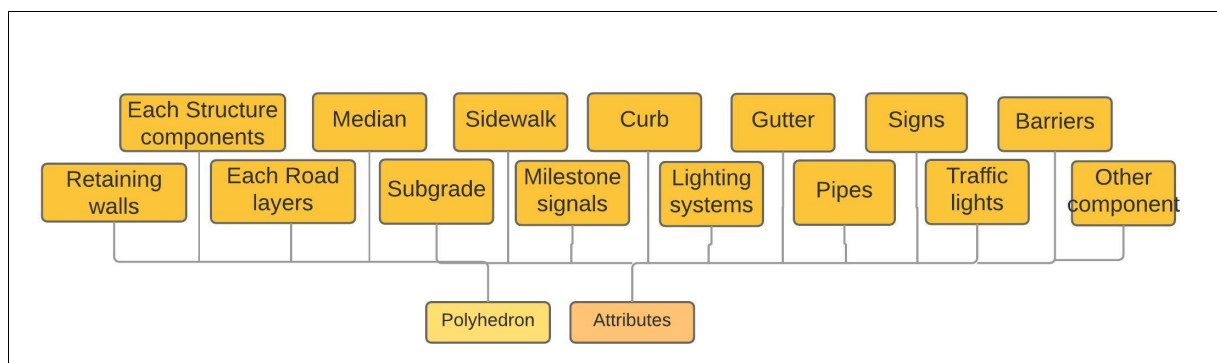 Each Structure
components
Median
Sidewalk
Curb
Gutter
Signs
Barriers
Retaining
walls
Each Road
layers
Subgrade
Milestone
signals
Lighting
systems
Pipes
Traffic
lights
Other
component
Polyhedron
Attributes